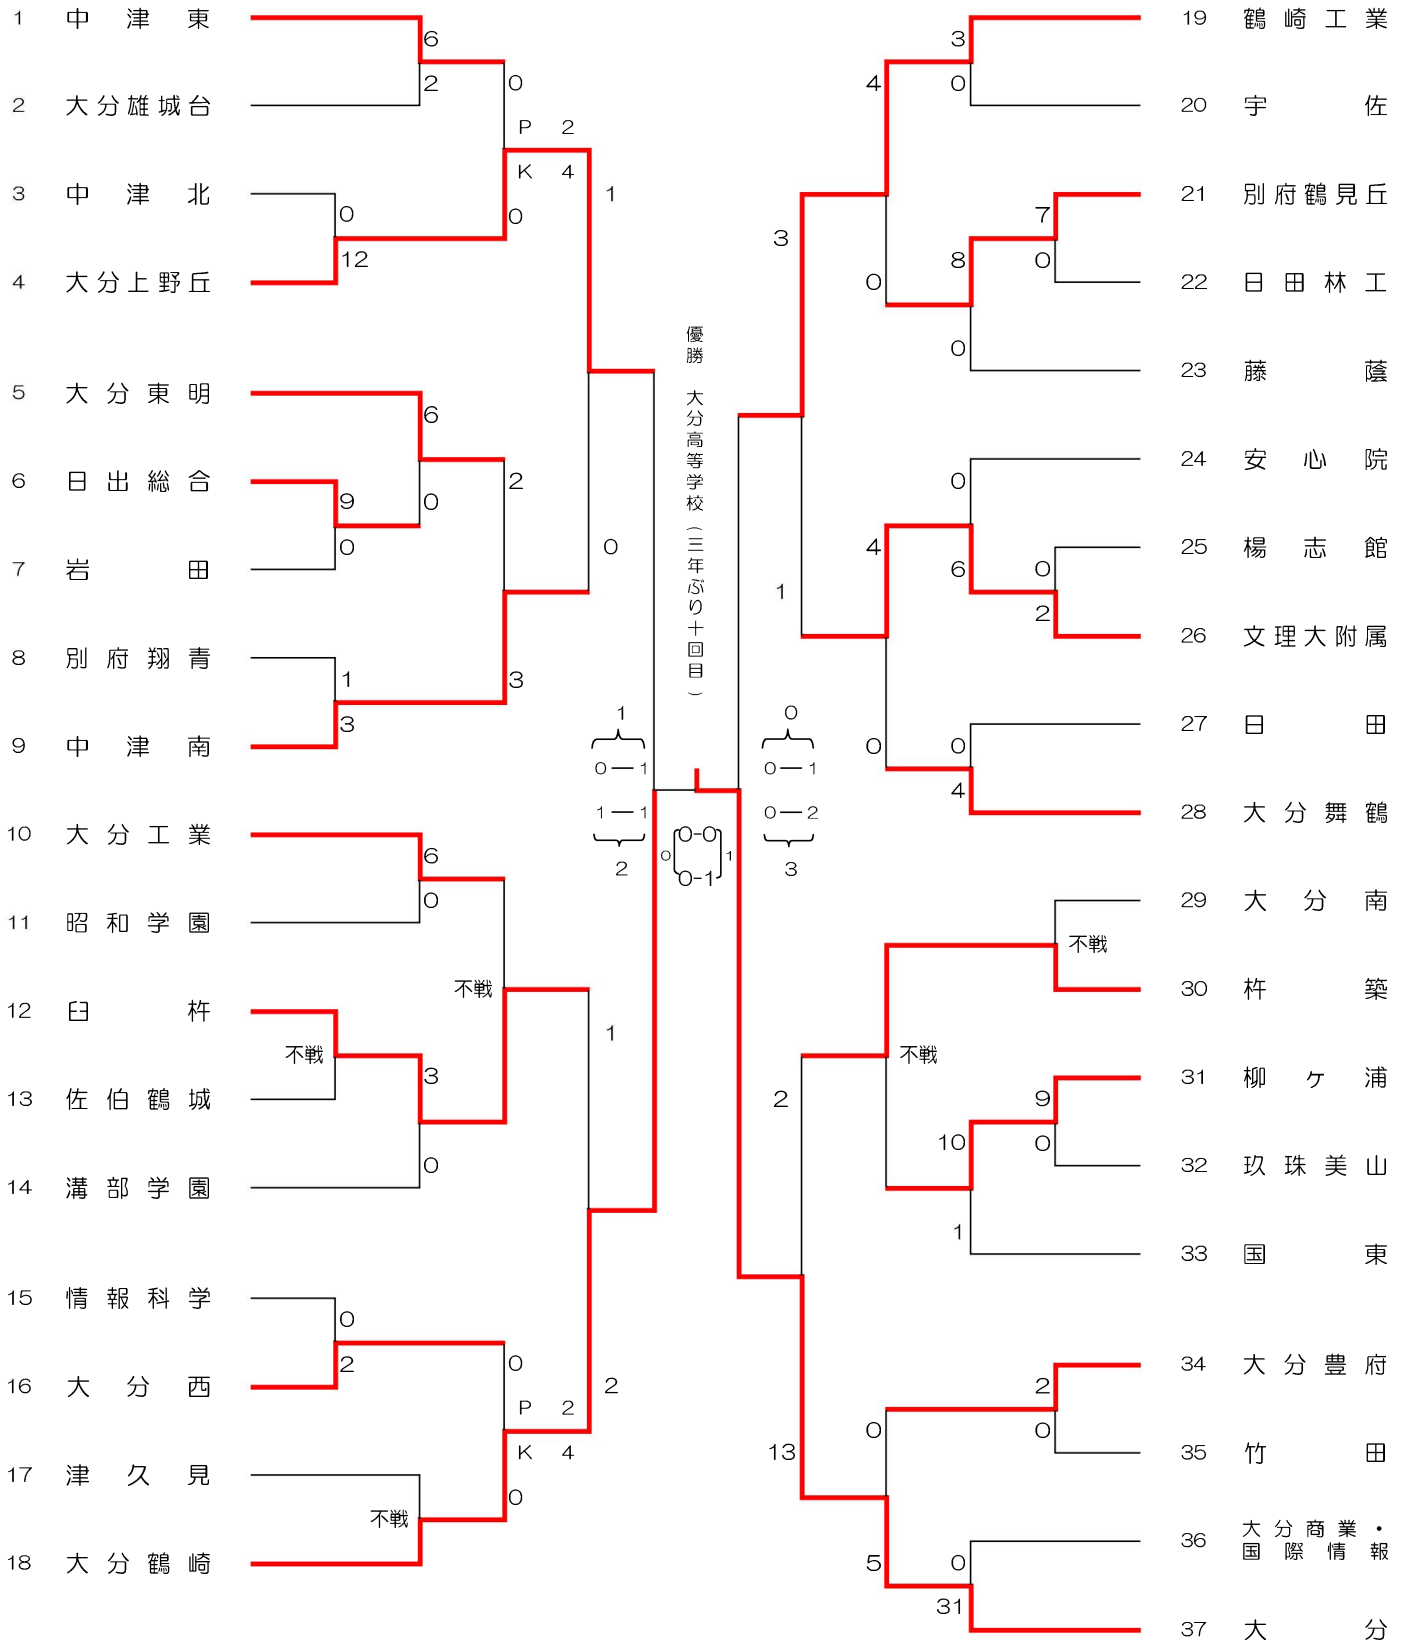 1 中津東
6
2
2 大分雄城台
0
P 2
K 4
0
3 中津北
0
12
4 大分上野丘
1
5 大分東明
6
0
6 日出総合
9
0
7 岩田
2
0
8 別府翔青
1
3
9 中津南
3
10 大分工業
6
0
11 昭和学園
不戦
12 臼杵
不戦
13 佐伯鶴城
3
0
14 溝部学園
1
15 情報科学
0
2
16 大分西
0
P 2
K 4
0
2
17 津久見
不戦
18 大分鶴崎
優勝 大分高等学校(三年ぶり十回目)
1
0—1
1—1
2
0
0-0
0-1
1
0
0—1
0—2
3
19 鶴崎工業
3
0
20 宇佐
4
0
21 別府鶴見丘
7
0
22 日田林工
8
0
23 藤蔭
3
24 安心院
0
6
25 楊志館
0
2
26 文理大附属
4
0
1
27 日田
0
4
28 大分舞鶴
29 大分南
不戦
30 杵築
不戦
31 柳ヶ浦
9
0
32 玖珠美山
10
1
33 国東
2
34 大分豊府
2
0
35 竹田
0
5
13
36 大分商業・
国際情報
0
31
37 大分